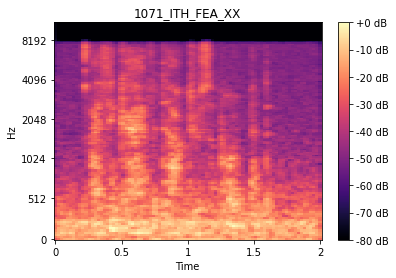 1071_ITH_FEA_XX
+0 dB
8192
-10 dB
4096
-20 dB
-30 dB
2048
Hz
-40 dB
1024
-50 dB
512
-60 dB
-70 dB
0
-80 dB
0 0.5 1 1.5 2
Time